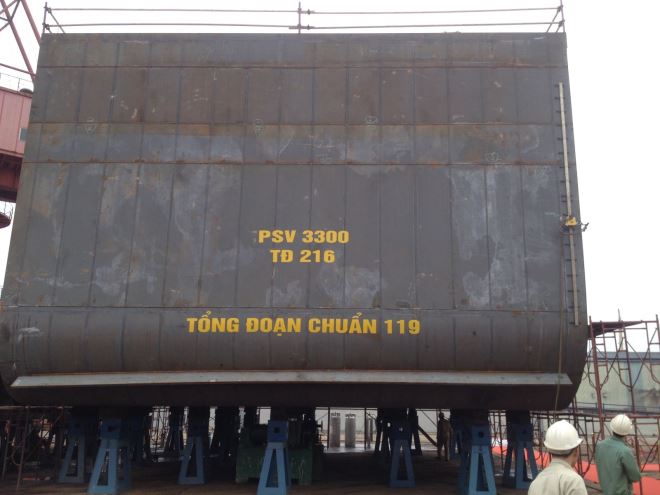 PSV 3300
TĐ 216
TỔNG ĐOẠN CHUẨN 119